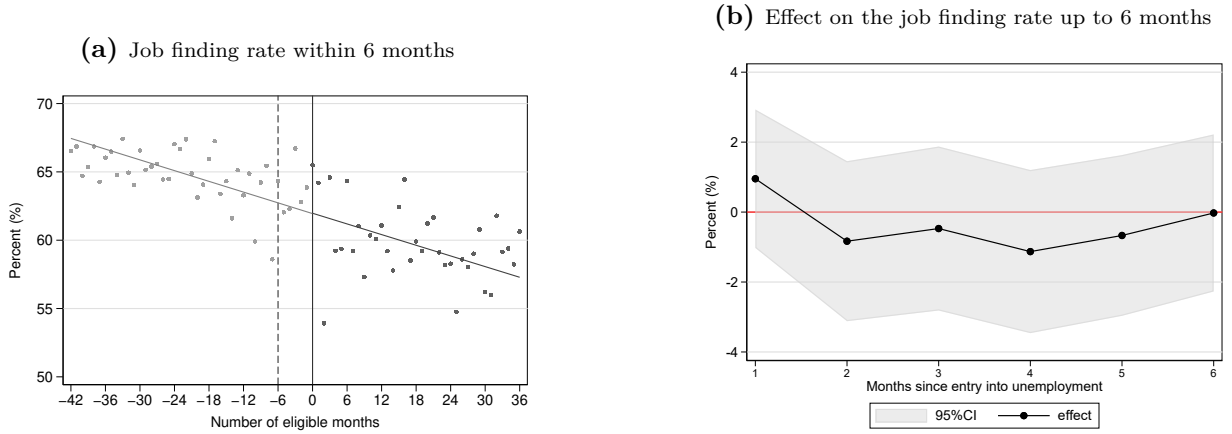 (a) Job finding rate within 6 months
70
65
60
55
50
Percent (%)
−42 −36 −30 −24 −18 −12 −6 0 6 12 18 24 30 36
Number of eligible months
(b) Effect on the job finding rate up to 6 months
4
2
0
-2
-4
Percent (%)
1 2 3 4 5 6
Months since entry into unemployment
95%CI effect